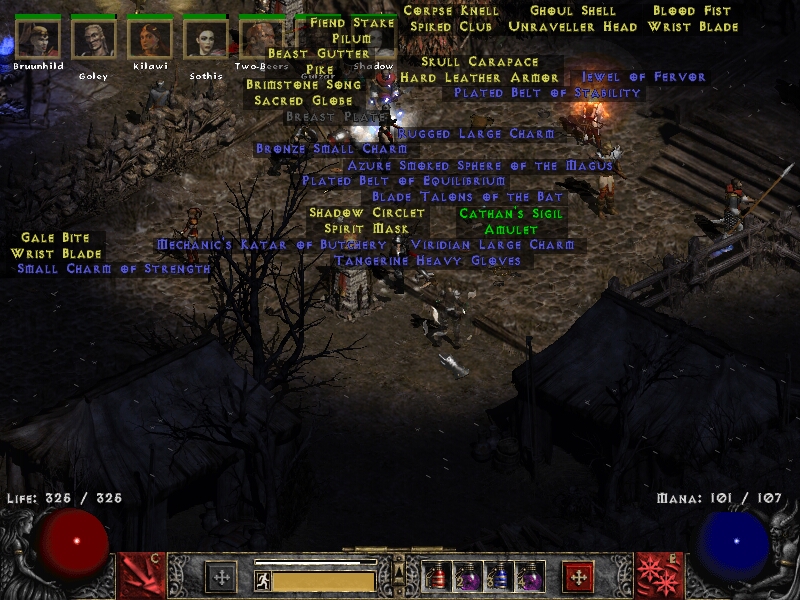 Corpse Knell
Ghoul Shell
Blood Fist
Fiend Stake
Spiked Club
Unraveller Head
Wrist Blade
Pilum
Beast Gutter
Pike
Bruunhild
Goley
Kilawi
Sothis
Two-Beers
Shadow
Skull Carapace
Hard Leather Armor
Jewel of Fervor
Brimstone Song
Sacred Globe
Plated Belt of Stability
Breast Plate
Rugged Large Charm
Bronze Small Charm
Azure Smoked Sphere of the Magus
Plated Belt of Equilibrium
Blade Talons of the Bat
Shadow Circlet
Spirit Mask
Cathan's Sigil
Amulet
Gale Bite
Wrist Blade
Small Charm of Strength
Mechanic's Katar of Butchery
Viridian Large Charm
Tangerine Heavy Gloves
Life: 325 / 325
Mana: 101 / 107
C
E